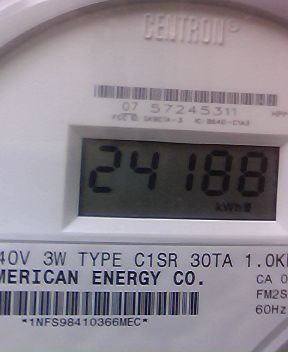 CENTRON®
07 57245311
24188
kWh
40V 3W TYPE C1SR 30TA 1.0K
MERICAN ENERGY CO.
CA 0
FM2S
60Hz
*1NFS98410366MEC*